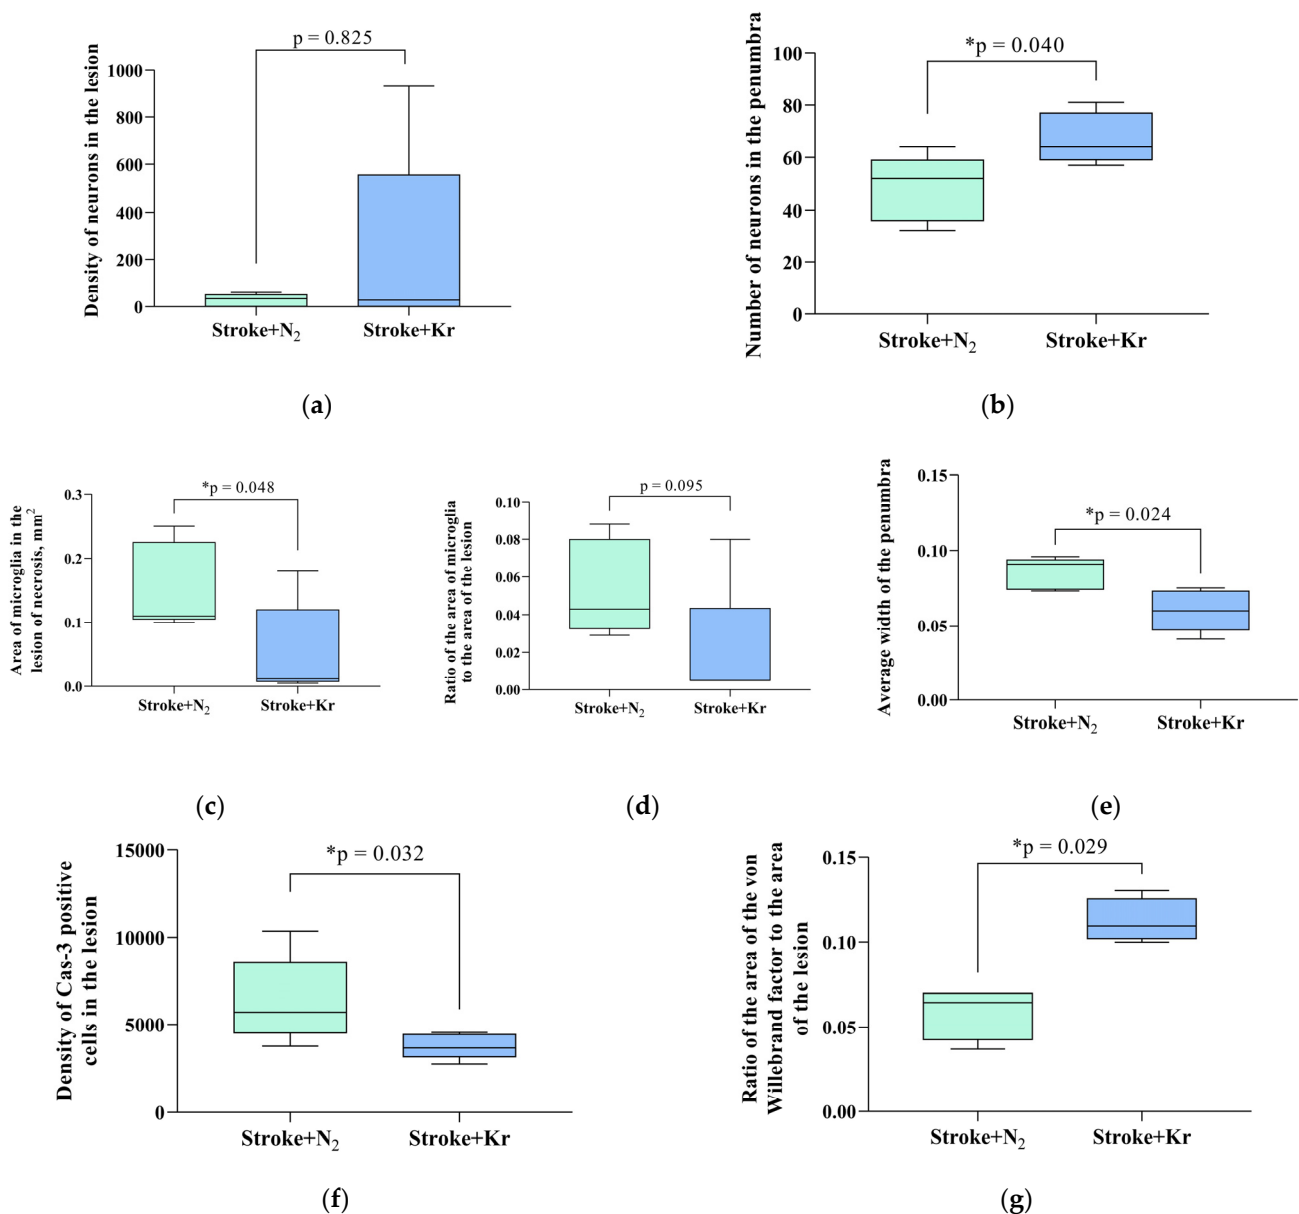 p = 0.825
Density of neurons in the lesion
1000
800
600
400
200
0
Stroke+N2
Stroke+Kr
(a)
*p = 0.040
Number of neurons in the penumbra
100
80
60
40
20
0
Stroke+N2
Stroke+Kr
(b)
*p = 0.048
Area of microglia in the
lesion of necrosis, mm2
0.3
0.2
0.1
0.0
Stroke+N2
Stroke+Kr
(c)
p = 0.095
Ratio of the area of microglia
to the area of the lesion
0.10
0.08
0.06
0.04
0.02
0.00
Stroke+N2
Stroke+Kr
(d)
*p = 0.024
Average width of the penumbra
0.15
0.10
0.05
0.00
Stroke+N2
Stroke+Kr
(e)
*p = 0.032
Density of Cas-3 positive
cells in the lesion
15000
10000
5000
0
Stroke+N2
Stroke+Kr
(f)
*p = 0.029
Ratio of the area of the von
Willebrand factor to the area
of the lesion
0.15
0.10
0.05
0.00
Stroke+N2
Stroke+Kr
(g)